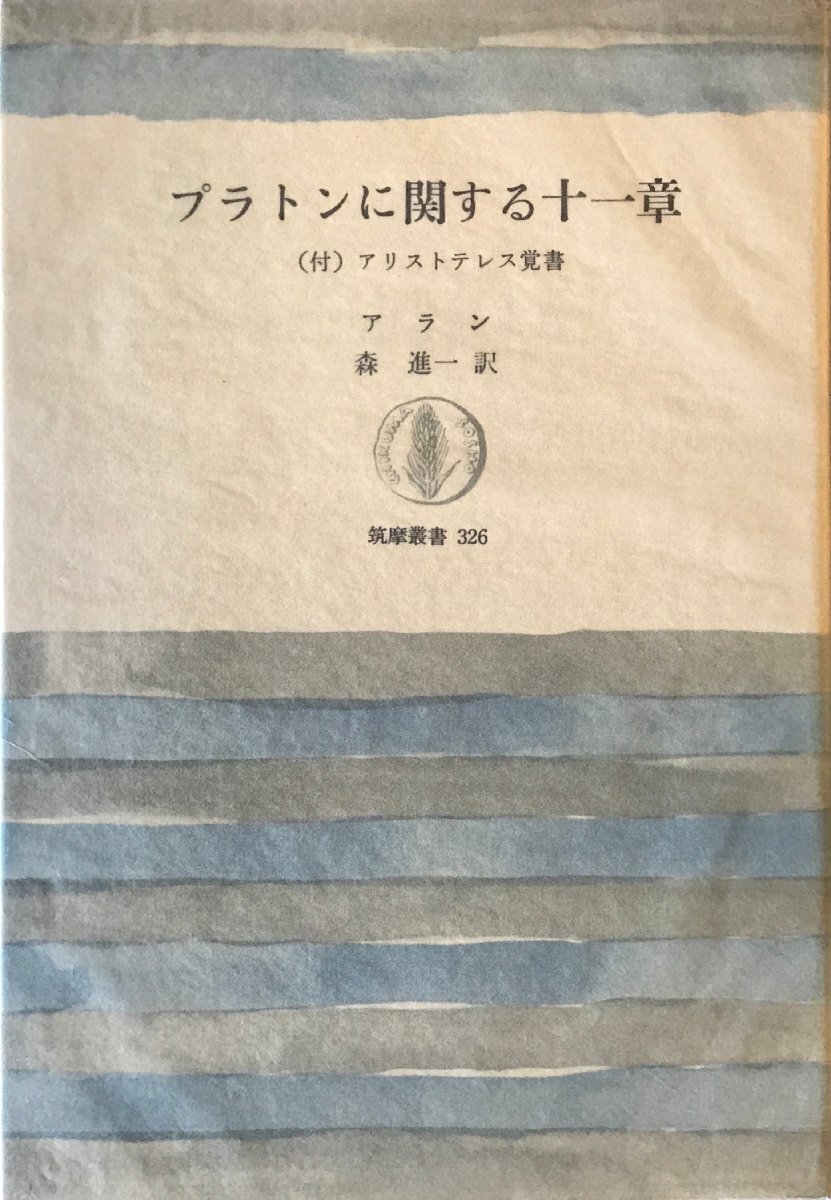 プラトンに関する十一章
(付) アリストテレス覚書
アラン
森 進一 訳
筑摩叢書 326